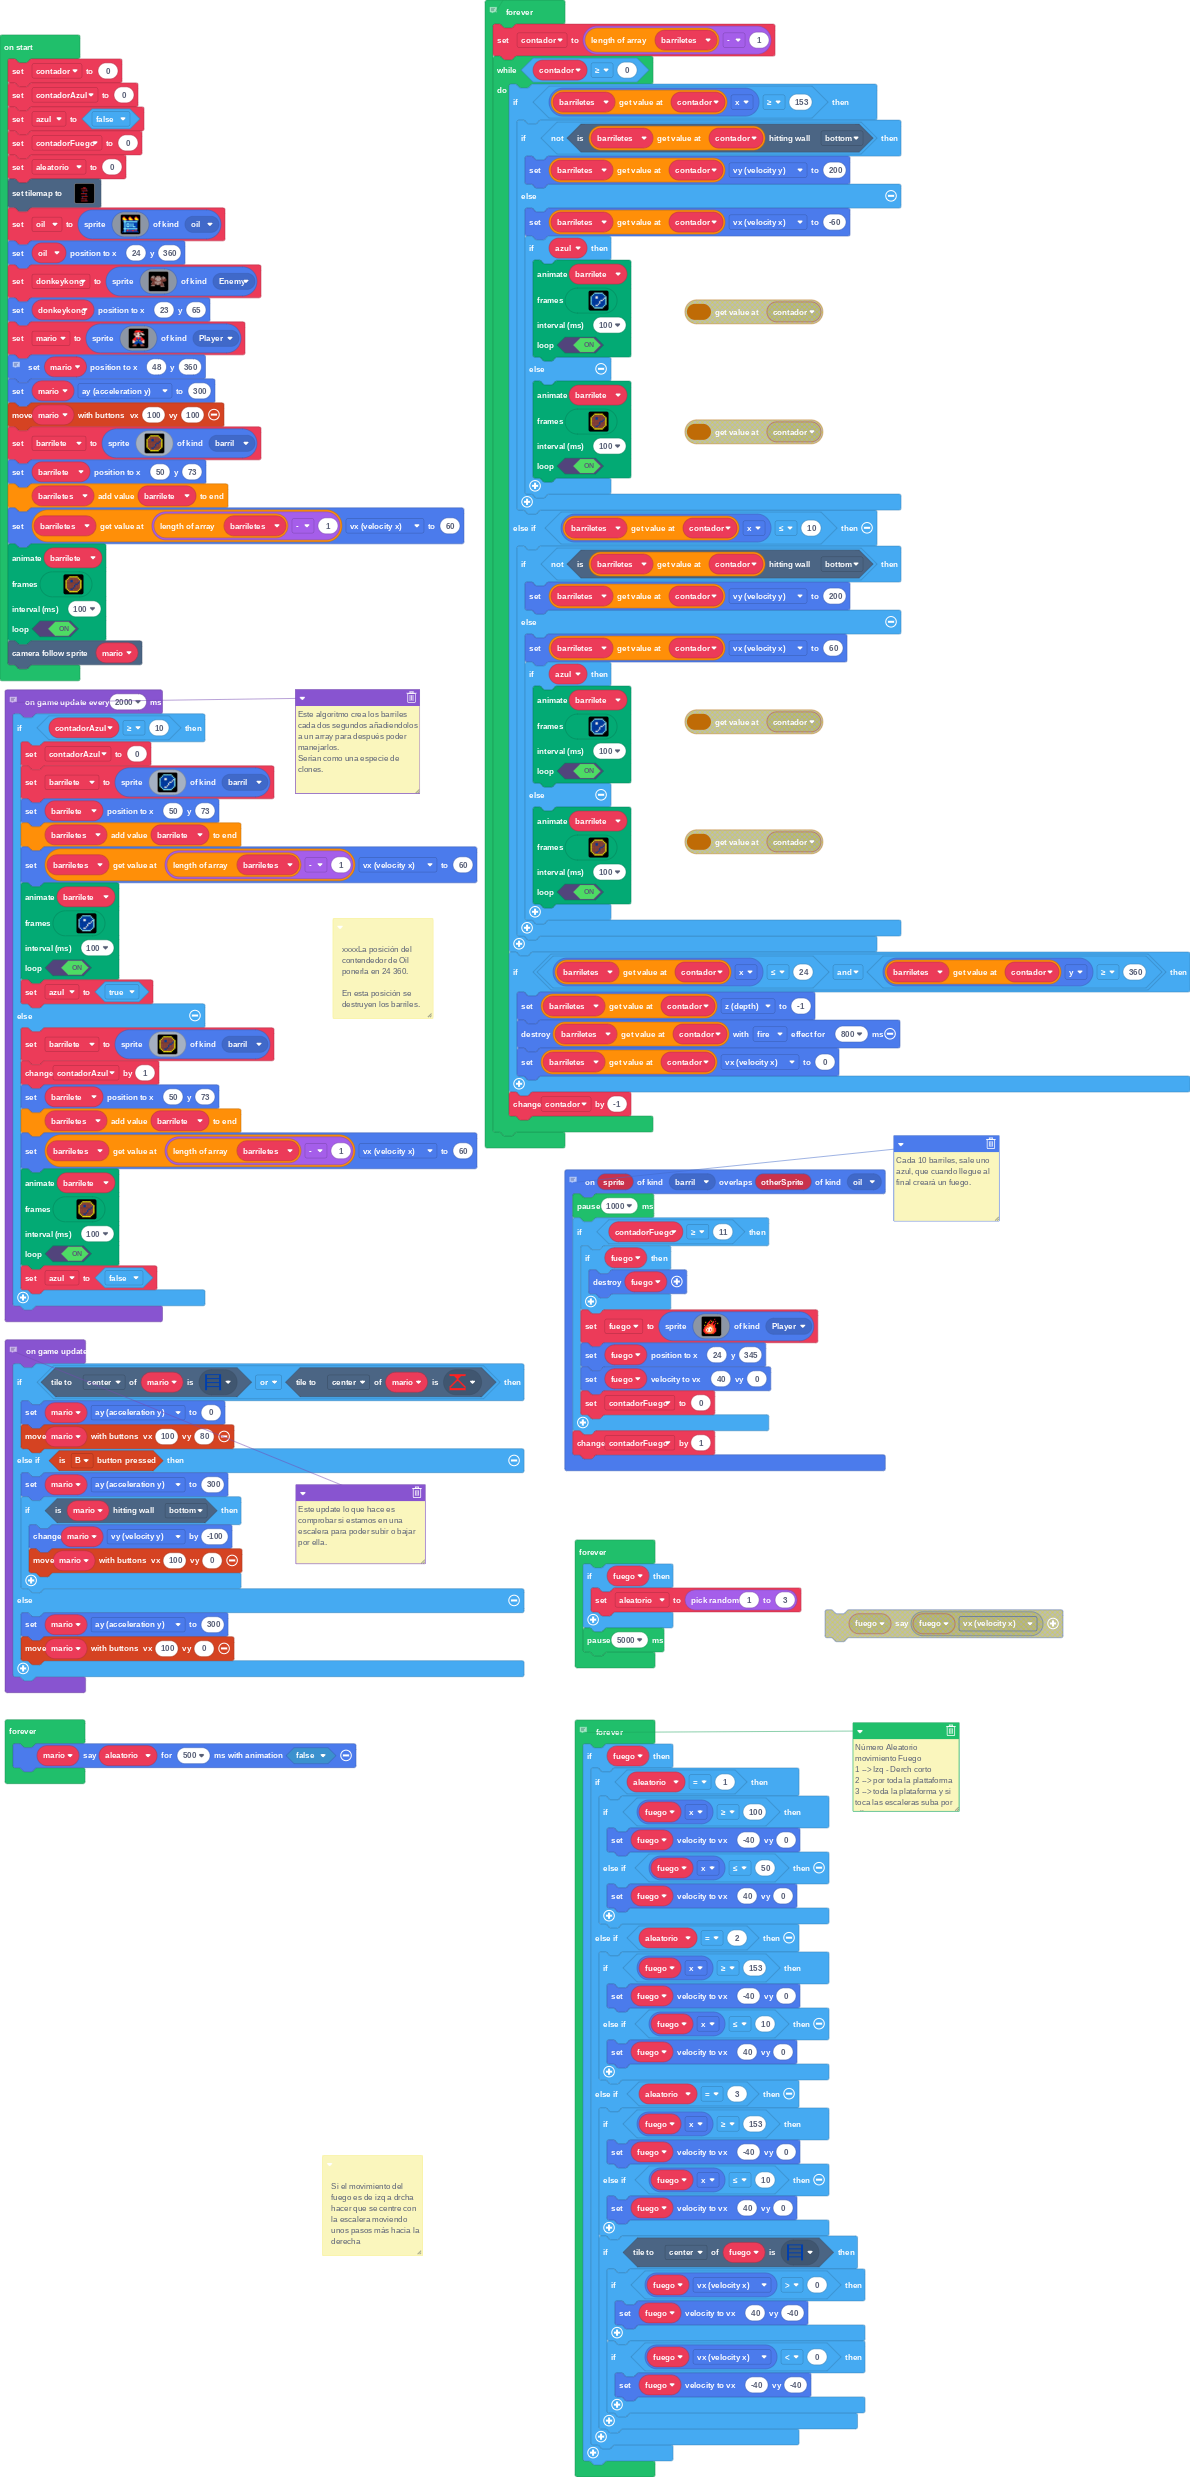 on start
set contador to 0
set contadorAzul to 0
set azul to false
set contadorFuego to 0
set aleatorio to 0
set tilemap to
set oil to sprite of kind oil
set oil position to x 24 y 360
set donkeykong to sprite of kind Enemy
set donkeykong position to x 23 y 65
set mario to sprite of kind Player
set mario position to x 48 y 360
set mario ay (acceleration y) to 300
move mario with buttons vx 100 vy 100
set barrilete to sprite of kind barril
set barrilete position to x 50 y 73
barriletes add value barrilete to end
set barriletes get value at length of array barriletes - 1 vx (velocity x) to 60
animate barrilete
frames
interval (ms) 100
loop ON
camera follow sprite mario
on game update every 2000 ms
if contadorAzul ≥ 10 then
set contadorAzul to 0
set barrilete to sprite of kind barril
set barrilete position to x 50 y 73
barriletes add value barrilete to end
set barriletes get value at length of array barriletes - 1 vx (velocity x) to 60
animate barrilete
frames
interval (ms) 100
loop ON
set azul to true
else
set barrilete to sprite of kind barril
change contadorAzul by 1
set barrilete position to x 50 y 73
barriletes add value barrilete to end
set barriletes get value at length of array barriletes - 1 vx (velocity x) to 60
animate barrilete
frames
interval (ms) 100
loop ON
set azul to false
Este algoritmo crea los barriles
cada dos segundos añadiendolos
a un array para después poder
manejarlos.
Serían como una especie de
clones.
xxxxLa posición del
contendedor de Oil
ponerla en 24 360.
En esta posición se
destruyen los barriles.
on game update
if tile to center of mario is or tile to center of mario is then
set mario ay (acceleration y) to 0
move mario with buttons vx 100 vy 80
else if is B button pressed then
set mario ay (acceleration y) to 300
if is mario hitting wall bottom then
change mario vy (velocity y) by -100
move mario with buttons vx 100 vy 0
else
set mario ay (acceleration y) to 300
move mario with buttons vx 100 vy 0
Este update lo que hace es
comprobar si estamos en una
escalera para poder subir o bajar
por ella.
forever
mario say aleatorio for 500 ms with animation false
Si el movimiento del
fuego es de izq a drcha
hacer que se centre con
la escalera moviendo
unos pasos más hacia la
derecha
forever
set contador to length of array barriletes - 1
while contador ≥ 0
do
if barriletes get value at contador x ≥ 153 then
if not is barriletes get value at contador hitting wall bottom then
set barriletes get value at contador vy (velocity y) to 200
else
set barriletes get value at contador vx (velocity x) to -60
if azul then
animate barrilete
frames
interval (ms) 100
loop ON
get value at contador
else
animate barrilete
frames
interval (ms) 100
loop ON
get value at contador
else if barriletes get value at contador x ≤ 10 then
if not is barriletes get value at contador hitting wall bottom then
set barriletes get value at contador vy (velocity y) to 200
else
set barriletes get value at contador vx (velocity x) to 60
if azul then
animate barrilete
frames
interval (ms) 100
loop ON
get value at contador
else
animate barrilete
frames
interval (ms) 100
loop ON
get value at contador
if barriletes get value at contador x ≤ 24 and barriletes get value at contador y ≥ 360 then
set barriletes get value at contador z (depth) to -1
destroy barriletes get value at contador with fire effect for 800 ms
set barriletes get value at contador vx (velocity x) to 0
change contador by -1
on sprite of kind barril overlaps otherSprite of kind oil
pause 1000 ms
if contadorFuego ≥ 11 then
if fuego then
destroy fuego
set fuego to sprite of kind Player
set fuego position to x 24 y 345
set fuego velocity to vx 40 vy 0
set contadorFuego to 0
change contadorFuego by 1
Cada 10 barriles, sale uno
azul, que cuando llegue al
final creará un fuego.
forever
if fuego then
set aleatorio to pick random 1 to 3
pause 5000 ms
fuego say fuego vx (velocity x)
forever
if fuego then
if aleatorio = 1 then
if fuego x ≥ 100 then
set fuego velocity to vx -40 vy 0
else if fuego x ≤ 50 then
set fuego velocity to vx 40 vy 0
else if aleatorio = 2 then
if fuego x ≥ 153 then
set fuego velocity to vx -40 vy 0
else if fuego x ≤ 10 then
set fuego velocity to vx 40 vy 0
else if aleatorio = 3 then
if fuego x ≥ 153 then
set fuego velocity to vx -40 vy 0
else if fuego x ≤ 10 then
set fuego velocity to vx 40 vy 0
if tile to center of fuego is then
if fuego vx (velocity x) > 0 then
set fuego velocity to vx 40 vy -40
if fuego vx (velocity x) < 0 then
set fuego velocity to vx -40 vy -40
Número Aleatorio
movimiento Fuego
1 --> Izq - Derch corto
2 --> por toda la plattaforma
3 --> toda la plataforma y si
toca las escaleras suba por